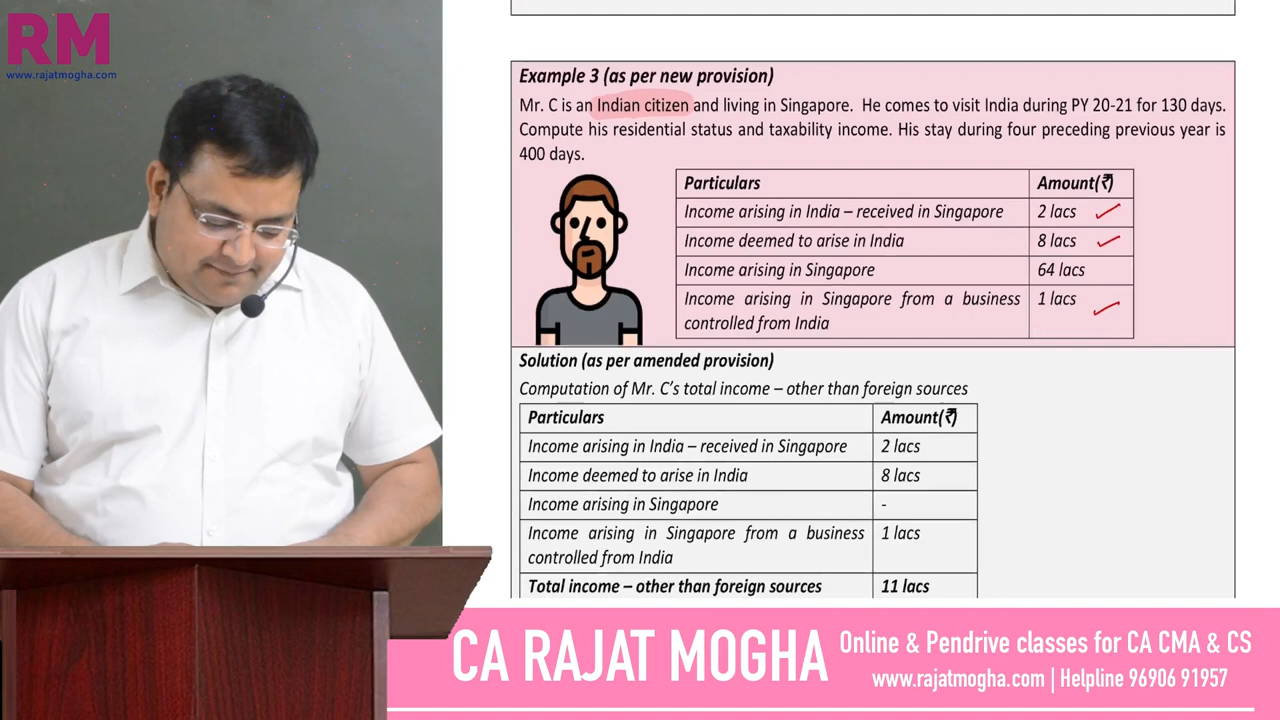 RM
www.rajatmogha.com
Example 3 (as per new provision)
Mr. C is an Indian citizen and living in Singapore. He comes to visit India during PY 20-21 for 130 days.
Compute his residential status and taxability income. His stay during four preceding previous year is
400 days.
Particulars Amount(₹)
Income arising in India – received in Singapore 2 lacs
Income deemed to arise in India 8 lacs
Income arising in Singapore 64 lacs
Income arising in Singapore from a business 1 lacs
controlled from India
Solution (as per amended provision)
Computation of Mr. C's total income – other than foreign sources
Particulars Amount(₹)
Income arising in India – received in Singapore 2 lacs
Income deemed to arise in India 8 lacs
Income arising in Singapore -
Income arising in Singapore from a business 1 lacs
controlled from India
Total income – other than foreign sources 11 lacs
CA RAJAT MOGHA
Online & Pendrive classes for CA CMA & CS
www.rajatmogha.com | Helpline 96906 91957